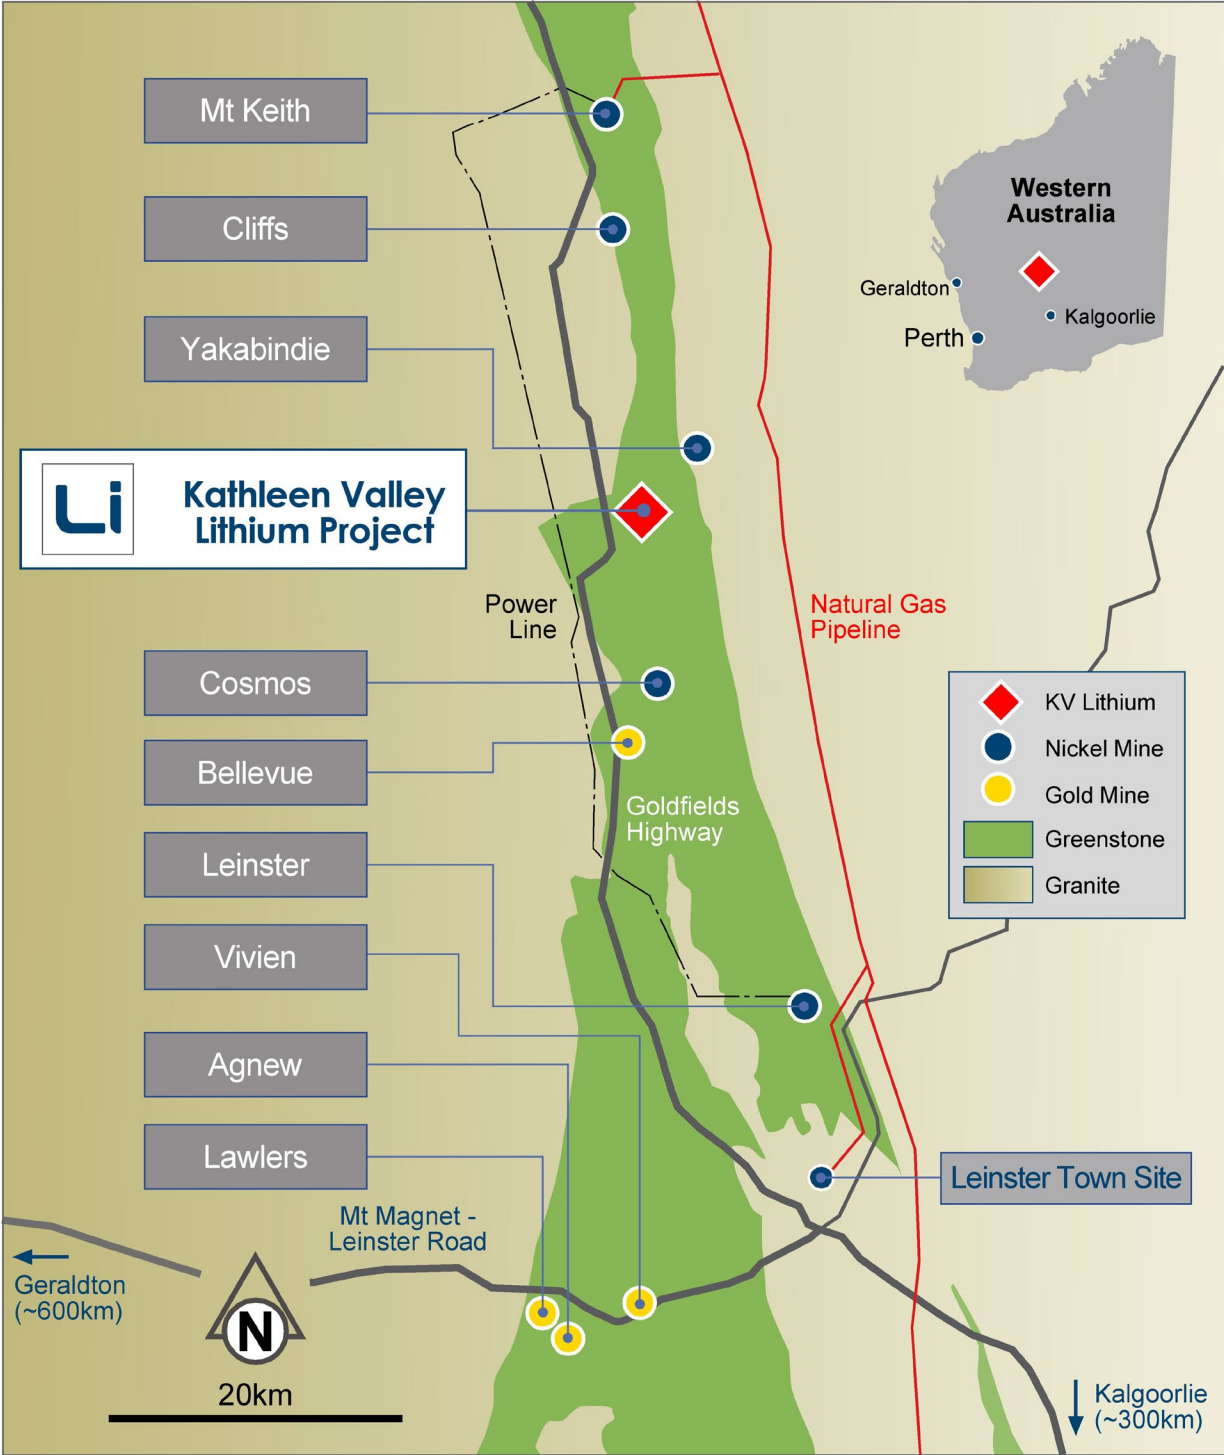 Mt Keith
Cliffs
Yakabindie
Western
Australia
Geraldton
Kalgoorlie
Perth
Li
Kathleen Valley
Lithium Project
Power
Line
Natural Gas
Pipeline
Cosmos
Bellevue
Goldfields
Highway
KV Lithium
Nickel Mine
Gold Mine
Greenstone
Granite
Leinster
Vivien
Agnew
Lawlers
Leinster Town Site
Mt Magnet -
Leinster Road
Geraldton
(~600km)
N
20km
Kalgoorlie
(~300km)